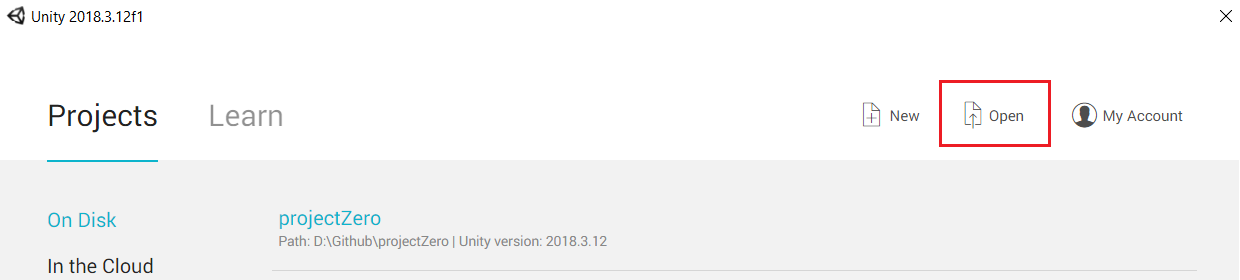 Unity 2018.3.12f1
Projects Learn New Open My Account
On Disk
projectZero
Path: D:\Github\projectZero | Unity version: 2018.3.12
In the Cloud